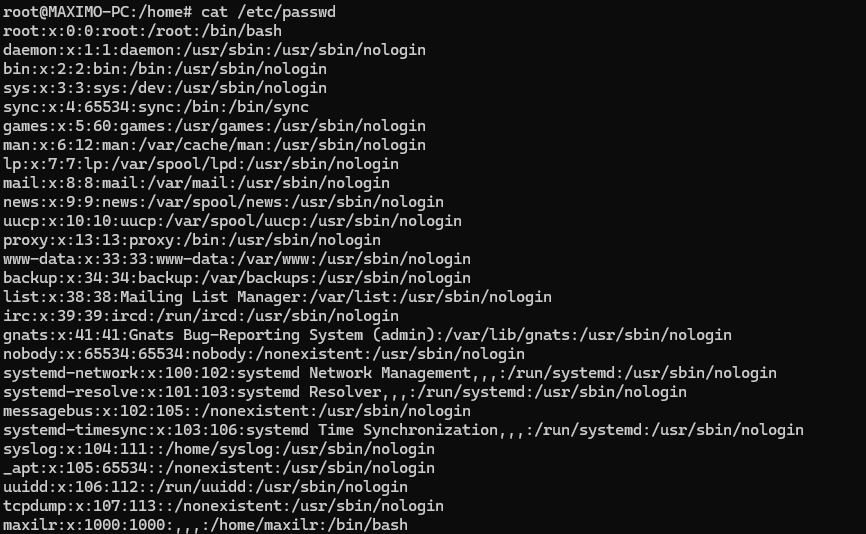 root@MAXIMO-PC:/home# cat /etc/passwd
root:x:0:0:root:/root:/bin/bash
daemon:x:1:1:daemon:/usr/sbin:/usr/sbin/nologin
bin:x:2:2:bin:/bin:/usr/sbin/nologin
sys:x:3:3:sys:/dev:/usr/sbin/nologin
sync:x:4:65534:sync:/bin:/bin/sync
games:x:5:60:games:/usr/games:/usr/sbin/nologin
man:x:6:12:man:/var/cache/man:/usr/sbin/nologin
lp:x:7:7:lp:/var/spool/lpd:/usr/sbin/nologin
mail:x:8:8:mail:/var/mail:/usr/sbin/nologin
news:x:9:9:news:/var/spool/news:/usr/sbin/nologin
uucp:x:10:10:uucp:/var/spool/uucp:/usr/sbin/nologin
proxy:x:13:13:proxy:/bin:/usr/sbin/nologin
www-data:x:33:33:www-data:/var/www:/usr/sbin/nologin
backup:x:34:34:backup:/var/backups:/usr/sbin/nologin
list:x:38:38:Mailing List Manager:/var/list:/usr/sbin/nologin
irc:x:39:39:ircd:/run/ircd:/usr/sbin/nologin
gnats:x:41:41:Gnats Bug-Reporting System (admin):/var/lib/gnats:/usr/sbin/nologin
nobody:x:65534:65534:nobody:/nonexistent:/usr/sbin/nologin
systemd-network:x:100:102:systemd Network Management,,,:/run/systemd:/usr/sbin/nologin
systemd-resolve:x:101:103:systemd Resolver,,,:/run/systemd:/usr/sbin/nologin
messagebus:x:102:105::/nonexistent:/usr/sbin/nologin
systemd-timesync:x:103:106:systemd Time Synchronization,,,:/run/systemd:/usr/sbin/nologin
syslog:x:104:111::/home/syslog:/usr/sbin/nologin
_apt:x:105:65534::/nonexistent:/usr/sbin/nologin
uuidd:x:106:112::/run/uuidd:/usr/sbin/nologin
tcpdump:x:107:113::/nonexistent:/usr/sbin/nologin
maxilr:x:1000:1000:,,,:/home/maxilr:/bin/bash